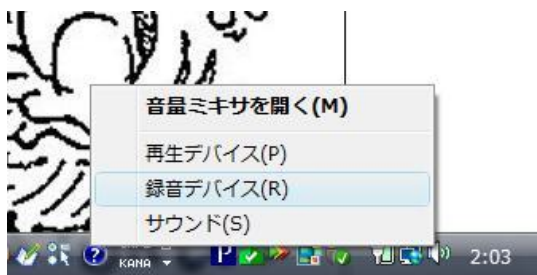 音量ミキサを開く(M)
再生デバイス(P)
録音デバイス(R)
サウンド(S)
KANA
P
2:03